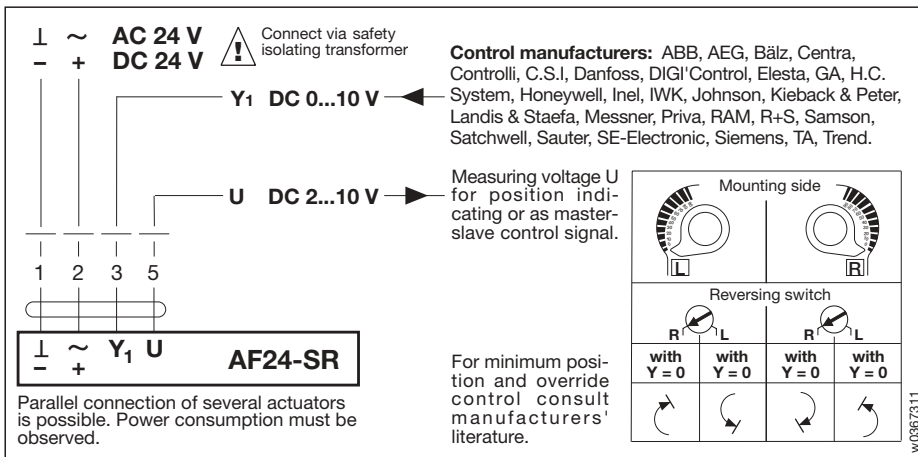 ⊥ ~ AC 24 V
– + DC 24 V
Connect via safety
isolating transformer
Y1 DC 0...10 V
Control manufacturers: ABB, AEG, Bälz, Centra,
Controlli, C.S.I, Danfoss, DIGI'Control, Elesta, GA, H.C.
System, Honeywell, Inel, IWK, Johnson, Kieback & Peter,
Landis & Staefa, Messner, Priva, RAM, R+S, Samson,
Satchwell, Sauter, SE-Electronic, Siemens, TA, Trend.
U DC 2...10 V
Measuring voltage U
for position indi-
cating or as master-
slave control signal.
1 2 3 5
⊥ ~ Y1 U
– +
AF24-SR
Parallel connection of several actuators
is possible. Power consumption must be
observed.
For minimum posi-
tion and override
control consult
manufacturers'
literature.
Mounting side
L R
Reversing switch
R L R L
with with with with
Y = 0 Y = 0 Y = 0 Y = 0
w0367311